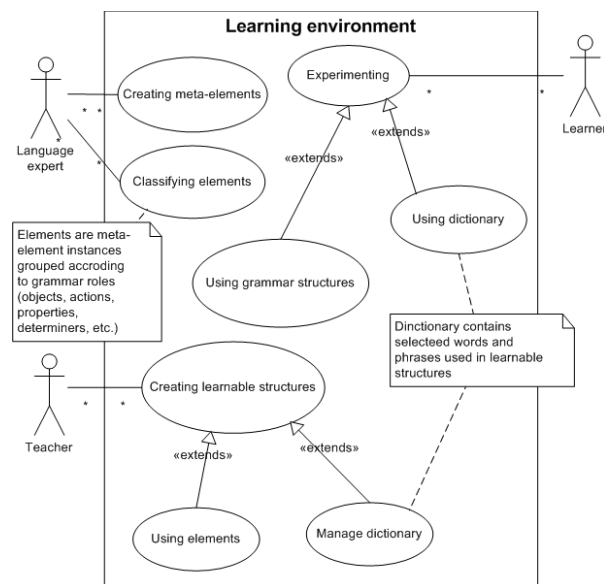 Learning environment
Experimenting
Creating meta-elements
*
*
*
*
Learner
Language
expert
*
*
«extends»
«extends»
Classifying elements
Using dictionary
Elements are meta-
element instances
grouped accroding
to grammar roles
(objects, actions,
properties,
determiners, etc.)
Using grammar structures
Dinctionary contains
selecteed words and
phrases used in learnable
structures
Creating learnable structures
*
*
Teacher
«extends»
«extends»
Using elements
Manage dictionary